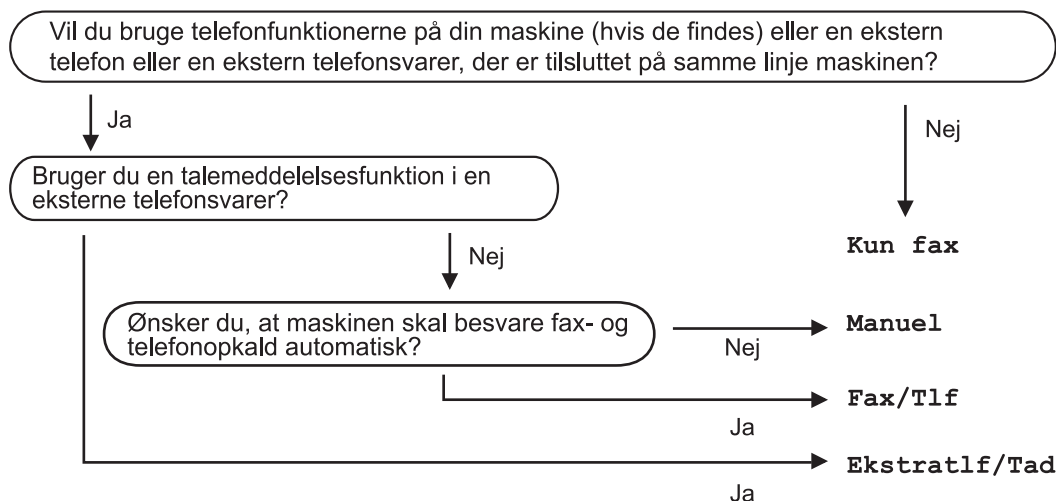 Vil du bruge telefonfunktionerne på din maskine (hvis de findes) eller en ekstern
telefon eller en ekstern telefonsvarer, der er tilsluttet på samme linje maskinen?
Ja
Nej
Bruger du en talemeddelelsesfunktion i en
eksterne telefonsvarer?
Kun fax
Nej
Ønsker du, at maskinen skal besvare fax- og
telefonopkald automatisk?
Manuel
Nej
Fax/Tlf
Ja
Ekstratlf/Tad
Ja